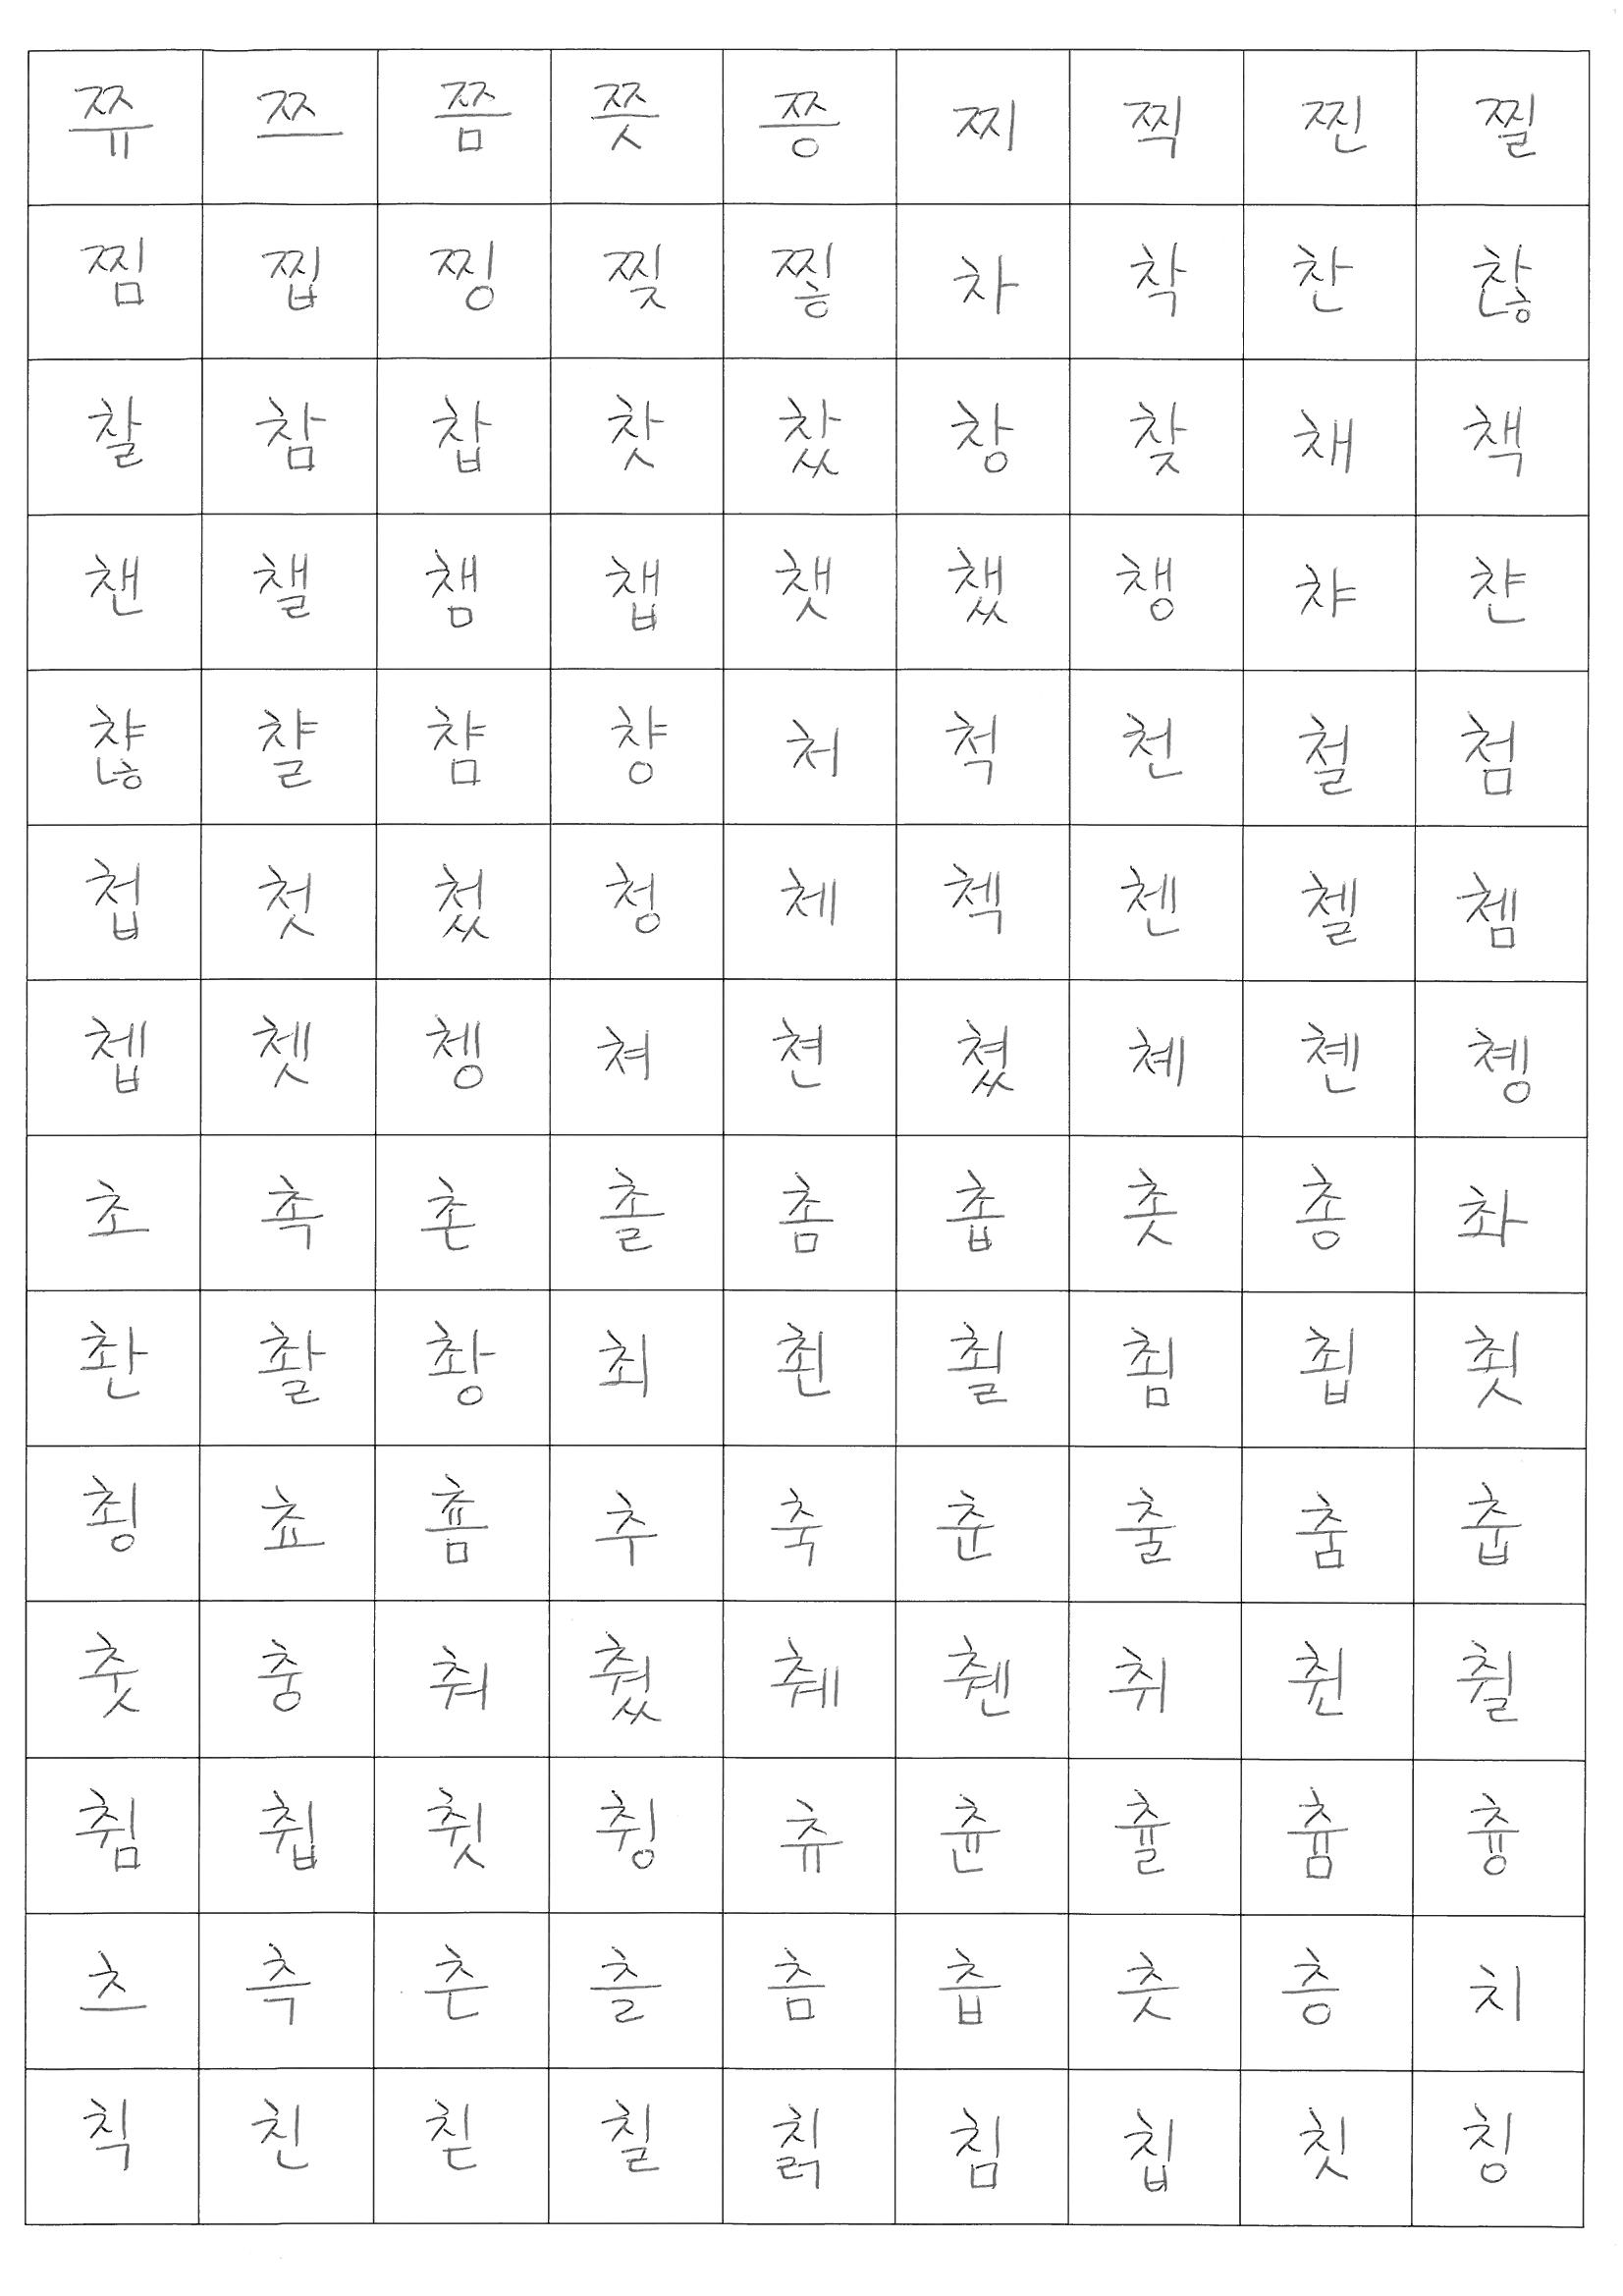 쮸 쯔 쯤 쯧 쯩 찌 찍 찐 찔
찜 찝 찡 찢 찧 차 착 찬 찮
찰 참 찹 찻 찼 창 찾 채 책
챈 챌 챔 챕 챗 챘 챙 챠 챤
챦 챨 챰 챵 처 척 천 철 첨
첩 첫 첬 청 체 첵 첸 첼 쳄
쳅 쳇 쳉 쳐 쳔 쳤 쳬 쳰 촁
초 촉 촌 촐 촘 촙 촛 총 촤
촨 촬 촹 최 쵠 쵤 쵬 쵭 쵯
쵱 쵸 춈 추 축 춘 출 춤 춥
춧 충 춰 췄 췌 췐 취 췬 췰
췸 췹 췻 췽 츄 츈 츌 츔 츙
츠 측 츤 츨 츰 츱 츳 층 치
칙 친 칟 칠 칡 침 칩 칫 칭